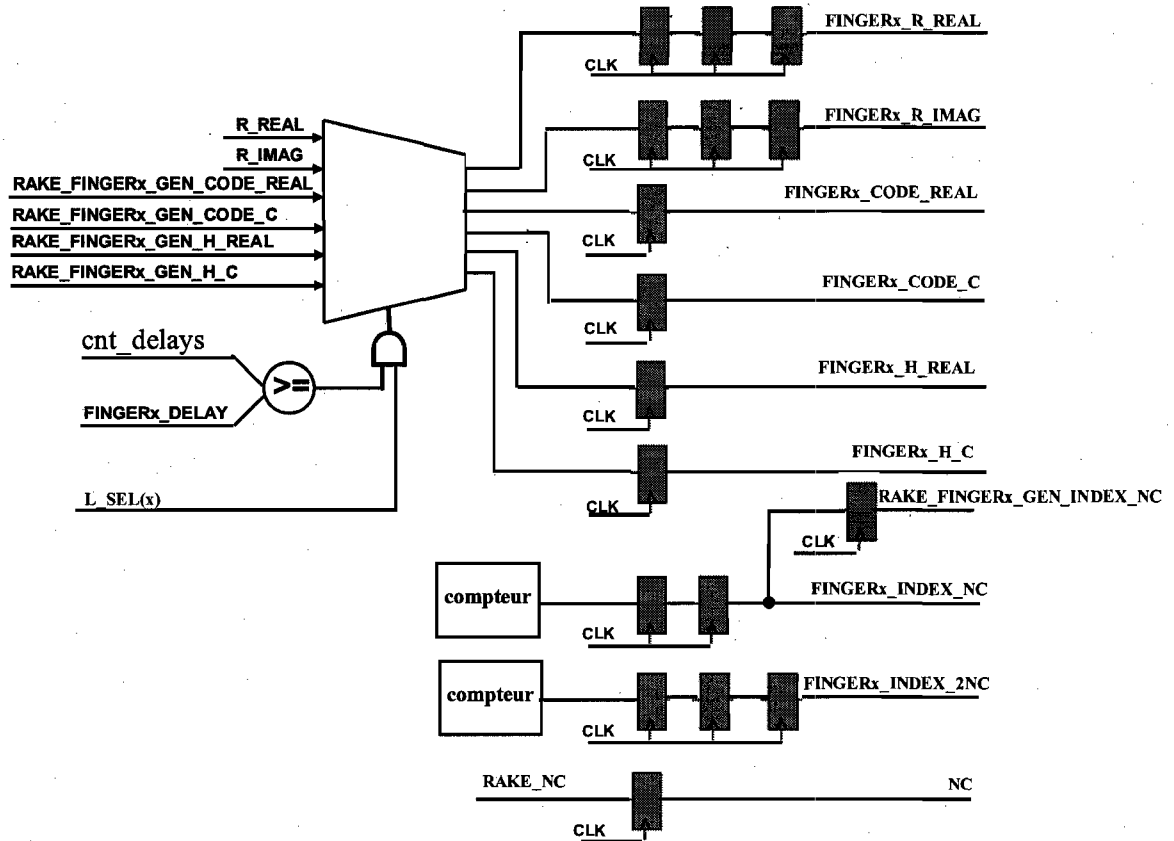 FINGERx_R_REAL
CLK
FINGERx_R_IMAG
CLK
R_REAL
R_IMAG
RAKE_FINGERx_GEN_CODE_REAL
RAKE_FINGERx_GEN_CODE_C
RAKE_FINGERx_GEN_H_REAL
RAKE_FINGERx_GEN_H_C
FINGERx_CODE_REAL
CLK
FINGERx_CODE_C
CLK
cnt_delays
>=
FINGERx_DELAY
FINGERx_H_REAL
CLK
L_SEL(x)
FINGERx_H_C
CLK
RAKE_FINGERx_GEN_INDEX_NC
CLK
compteur
FINGERx_INDEX_NC
CLK
compteur
FINGERx_INDEX_2NC
CLK
RAKE_NC
NC
CLK